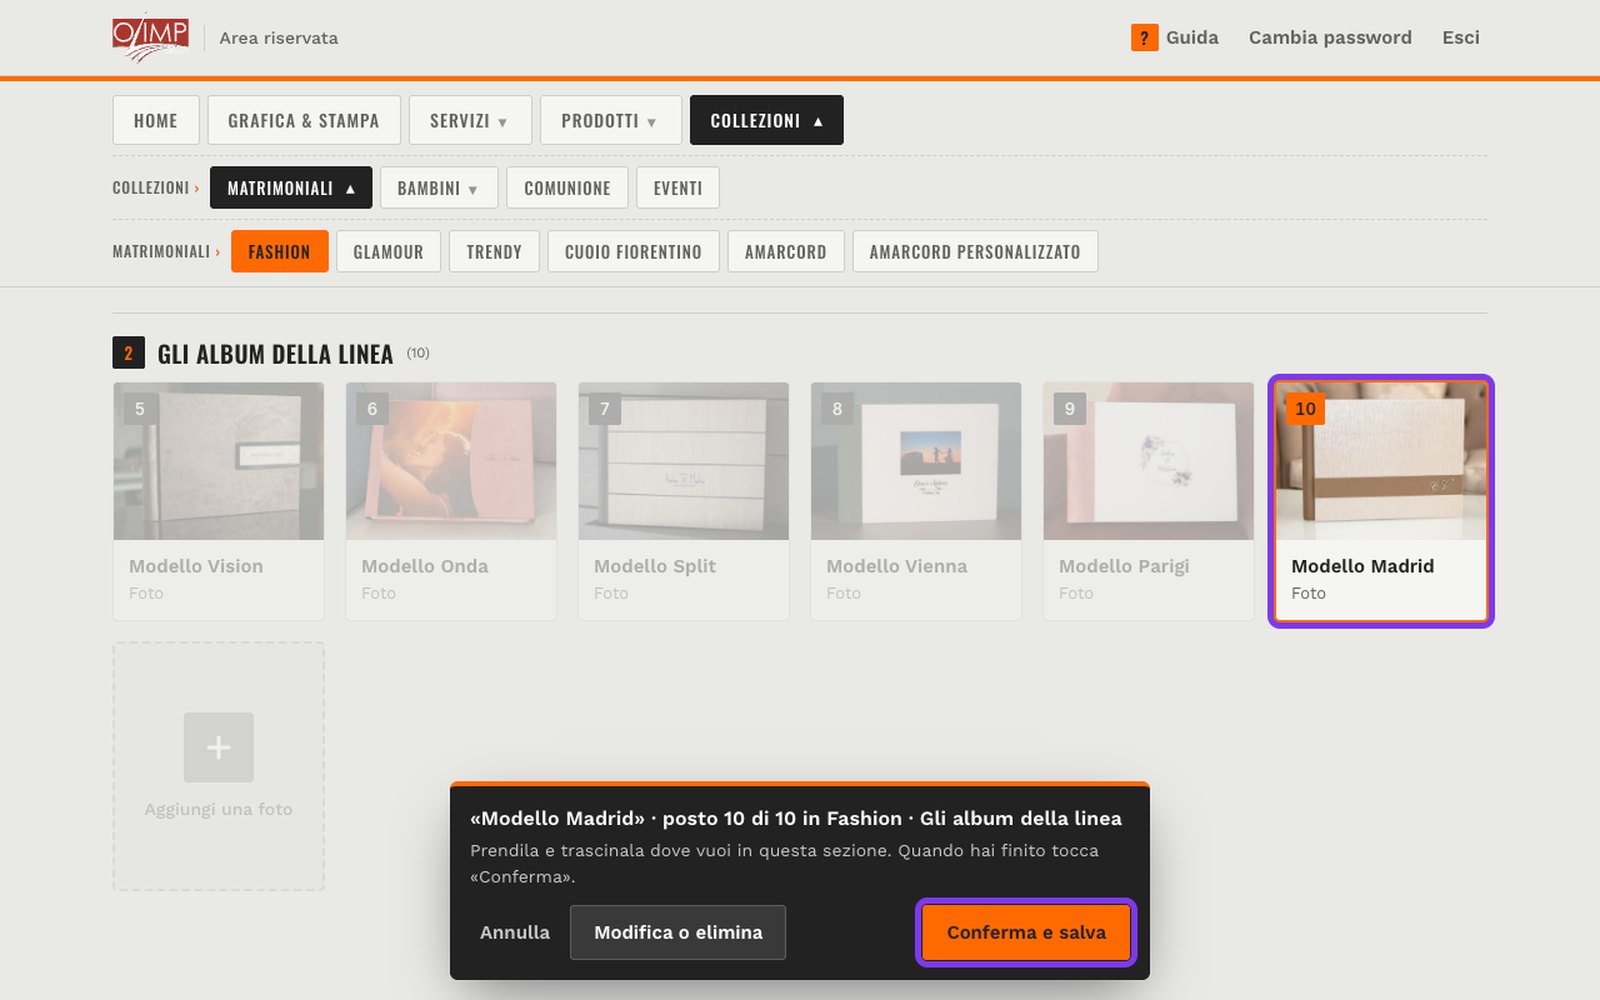 OLIMP
Area riservata
? Guida
Cambia password
Esci
HOME
GRAFICA & STAMPA
SERVIZI ▼
PRODOTTI ▼
COLLEZIONI ▲
COLLEZIONI ›
MATRIMONIALI ▲
BAMBINI ▼
COMUNIONE
EVENTI
MATRIMONIALI ›
FASHION
GLAMOUR
TRENDY
CUOIO FIORENTINO
AMARCORD
AMARCORD PERSONALIZZATO
2 GLI ALBUM DELLA LINEA (10)
5
Modello Vision
Foto
6
Modello Onda
Foto
7
Modello Split
Foto
8
Modello Vienna
Foto
9
Modello Parigi
Foto
10
Modello Madrid
Foto
+
Aggiungi una foto
«Modello Madrid» · posto 10 di 10 in Fashion · Gli album della linea
Prendila e trascinala dove vuoi in questa sezione. Quando hai finito tocca
«Conferma».
Annulla
Modifica o elimina
Conferma e salva